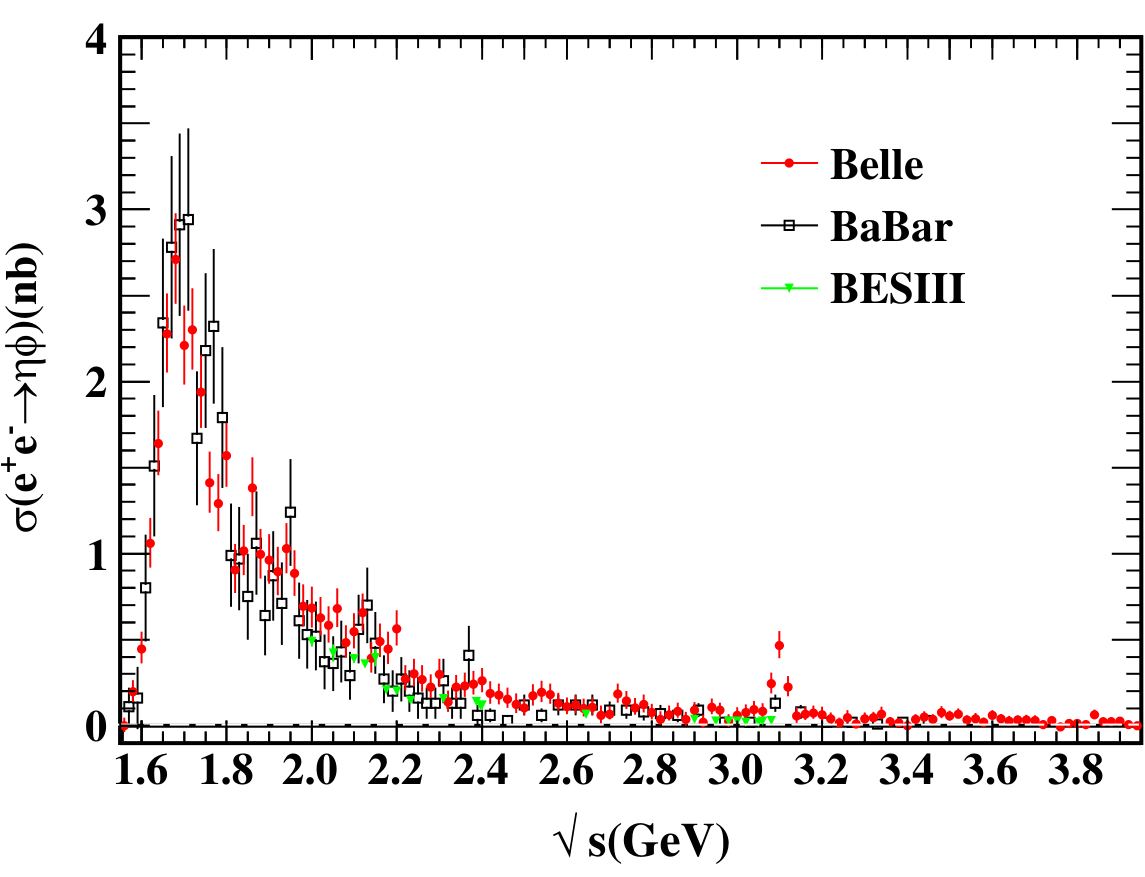 4
3
2
1
0
σ(e⁺e⁻→ηϕ)(nb)
Belle
BaBar
BESIII
1.6 1.8 2.0 2.2 2.4 2.6 2.8 3.0 3.2 3.4 3.6 3.8
√ s(GeV)